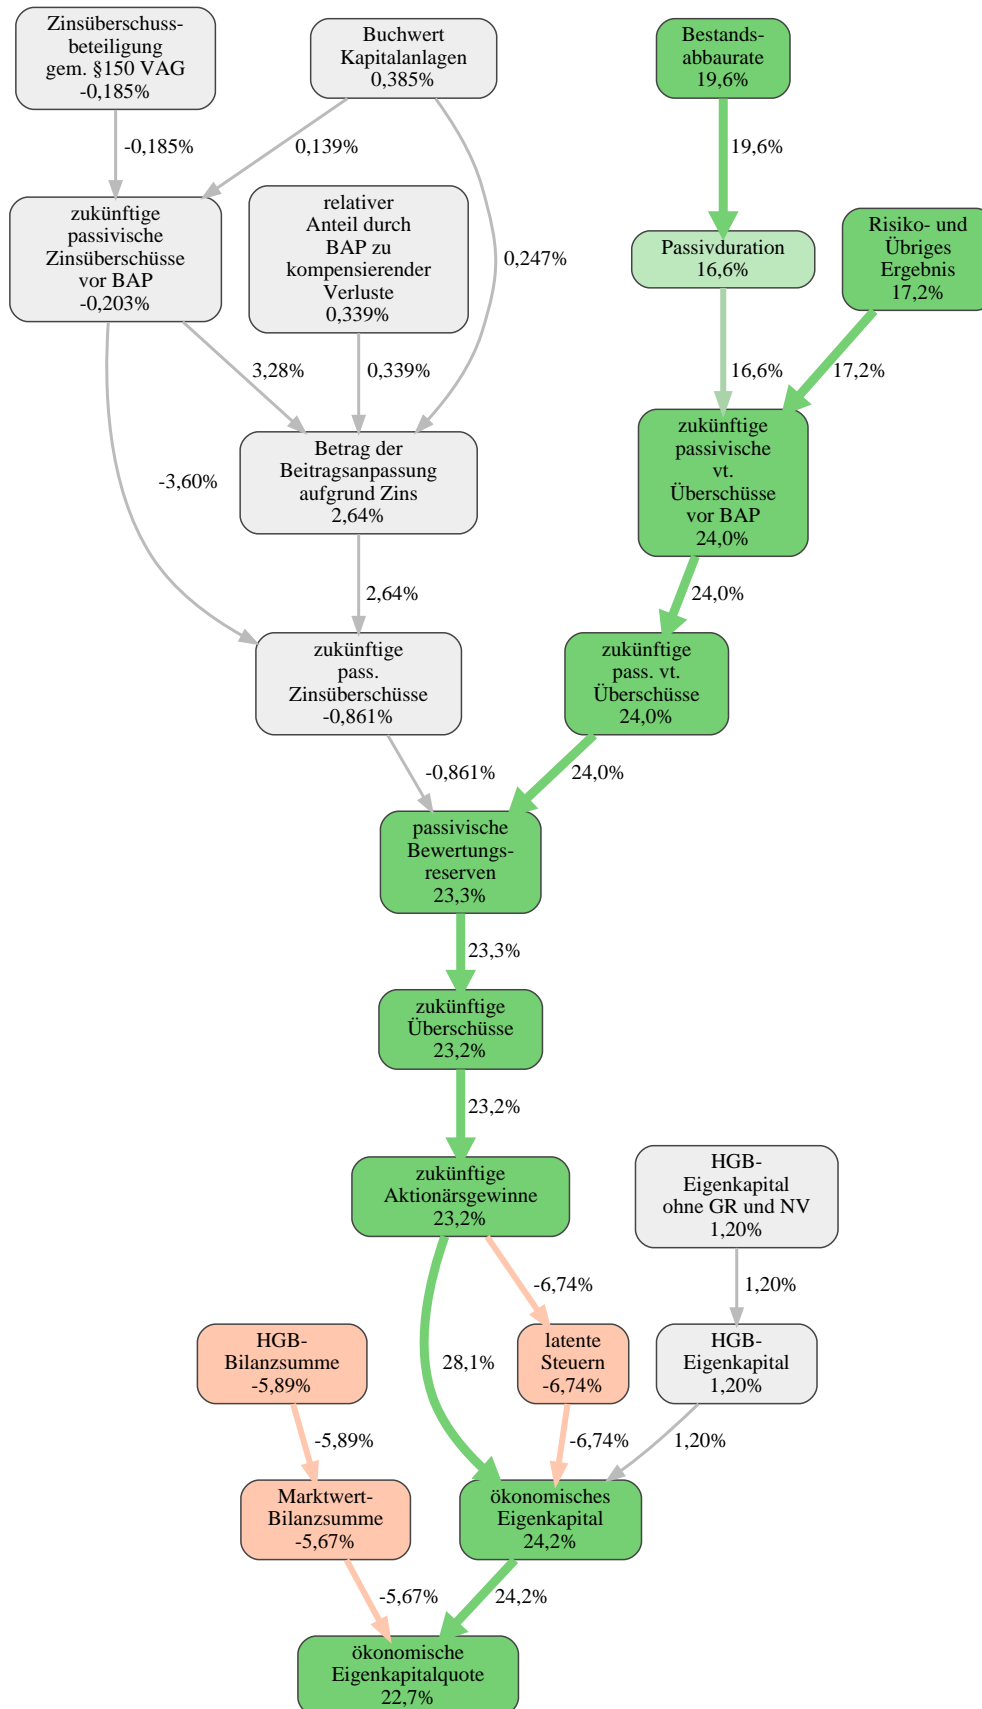 Zinsüberschuss-
beteiligung
gem. §150 VAG
-0,185%
Buchwert
Kapitalanlagen
0,385%
Bestands-
abbaurate
19,6%
-0,185%
0,139%
19,6%
zukünftige
passivische
Zinsüberschüsse
vor BAP
-0,203%
relativer
Anteil durch
BAP zu
kompensierender
Verluste
0,339%
0,247%
Passivduration
16,6%
Risiko- und
Übriges
Ergebnis
17,2%
3,28%
0,339%
16,6%
17,2%
-3,60%
Betrag der
Beitragsanpassung
aufgrund Zins
2,64%
zukünftige
passivische
vt.
Überschüsse
vor BAP
24,0%
2,64%
24,0%
zukünftige
pass.
Zinsüberschüsse
-0,861%
zukünftige
pass. vt.
Überschüsse
24,0%
-0,861%
24,0%
passivische
Bewertungs-
reserven
23,3%
23,3%
zukünftige
Überschüsse
23,2%
23,2%
zukünftige
Aktionärsgewinne
23,2%
HGB-
Eigenkapital
ohne GR und NV
1,20%
-6,74%
1,20%
HGB-
Bilanzsumme
-5,89%
28,1%
latente
Steuern
-6,74%
HGB-
Eigenkapital
1,20%
-5,89%
-6,74%
1,20%
Marktwert-
Bilanzsumme
-5,67%
ökonomisches
Eigenkapital
24,2%
-5,67%
24,2%
ökonomische
Eigenkapitalquote
22,7%